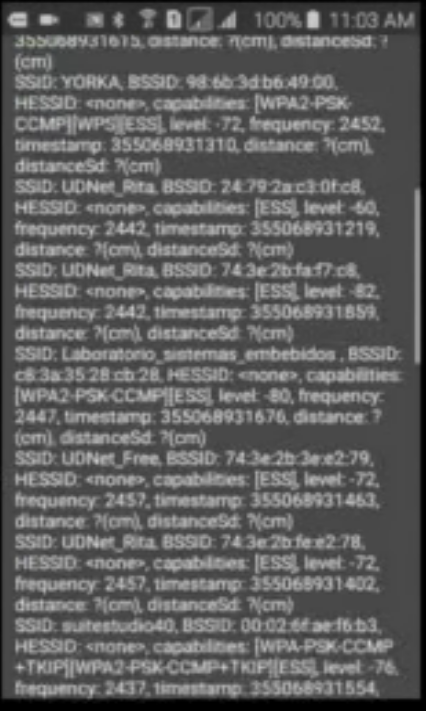 100% 11:03 AM
355068931615, distance: ?(cm), distanceSd: ?
(cm)
SSID: YORKA, BSSID: 98:6b:3d:b6:49:00,
HESSID: <none>, capabilities: [WPA2-PSK-
CCMP][WPS][ESS], level: -72, frequency: 2452,
timestamp: 355068931310, distance: ?(cm),
distanceSd: ?(cm)
SSID: UDNet_Rita, BSSID: 24:79:2a:c3:0f:c8,
HESSID: <none>, capabilities: [ESS], level: -60,
frequency: 2442, timestamp: 355068931219,
distance: ?(cm), distanceSd: ?(cm)
SSID: UDNet_Rita, BSSID: 74:3e:2b:fa:f7:c8,
HESSID: <none>, capabilities: [ESS], level: -82,
frequency: 2442, timestamp: 355068931859,
distance: ?(cm), distanceSd: ?(cm)
SSID: Laboratorio_sistemas_embebidos , BSSID:
c8:3a:35:28:cb:28, HESSID: <none>, capabilities:
[WPA2-PSK-CCMP][ESS], level: -80, frequency:
2447, timestamp: 355068931676, distance: ?
(cm), distanceSd: ?(cm)
SSID: UDNet_Free, BSSID: 74:3e:2b:3e:e2:79,
HESSID: <none>, capabilities: [ESS], level: -72,
frequency: 2457, timestamp: 355068931463,
distance: ?(cm), distanceSd: ?(cm)
SSID: UDNet_Rita, BSSID: 74:3e:2b:fe:e2:78,
HESSID: <none>, capabilities: [ESS], level: -72,
frequency: 2457, timestamp: 355068931402,
distance: ?(cm), distanceSd: ?(cm)
SSID: suitestudio40, BSSID: 00:02:6f:ae:f6:b3,
HESSID: <none>, capabilities: [WPA-PSK-CCMP
+TKIP][WPA2-PSK-CCMP+TKIP][ESS], level: -76,
frequency: 2437, timestamp: 355068931554,